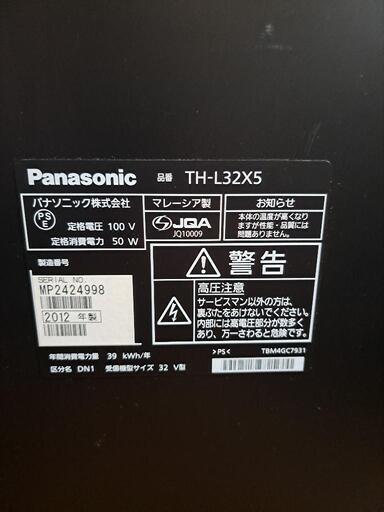 Panasonic 品番 TH-L32X5
パナソニック株式会社
PS
E
定格電圧 100 V
定格消費電力 50 W
マレーシア製
JQA
JQ10009
お知らせ
本体の温度が高くなり
ますが性能・品質には
問題ありません。
製造番号
SERIAL NO.
MP2424998
2012 年製
警告
高圧注意
サービスマン以外の方は、
裏ぶたをあけないでください。
内部には高電圧部分が数多く
あり、万一さわると危険です。
年間消費電力量 39 kWh/年
区分名 DN1 受信機型サイズ 32 V型
>PS< TBM4GC7931